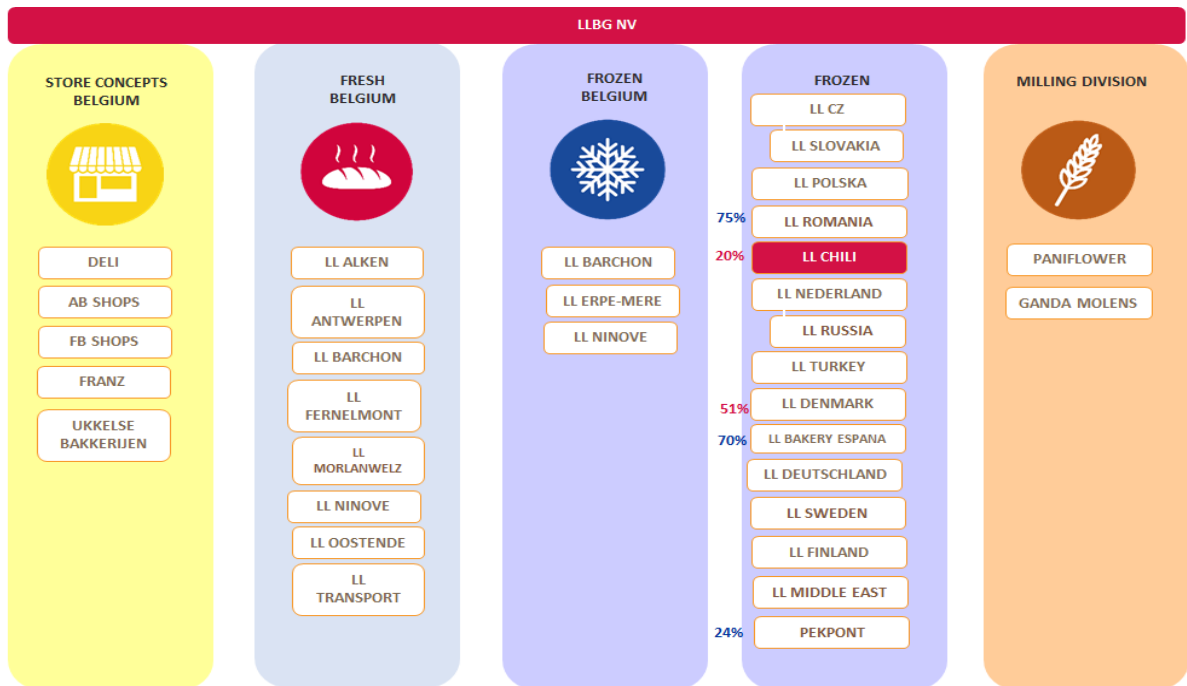 LLBG NV
STORE CONCEPTS
BELGIUM
DELI
AB SHOPS
FB SHOPS
FRANZ
UKKELSE
BAKKERIJEN
FRESH
BELGIUM
LL ALKEN
LL
ANTWERPEN
LL BARCHON
LL
FERNELMONT
LL
MORLANWELZ
LL NINOVE
LL OOSTENDE
LL
TRANSPORT
FROZEN
BELGIUM
LL BARCHON
LL ERPE-MERE
LL NINOVE
FROZEN
LL CZ
LL SLOVAKIA
LL POLSKA
75% LL ROMANIA
20% LL CHILI
LL NEDERLAND
LL RUSSIA
LL TURKEY
51% LL DENMARK
70% LL BAKERY ESPANA
LL DEUTSCHLAND
LL SWEDEN
LL FINLAND
LL MIDDLE EAST
24% PEKPONT
MILLING DIVISION
PANIFLOWER
GANDA MOLENS